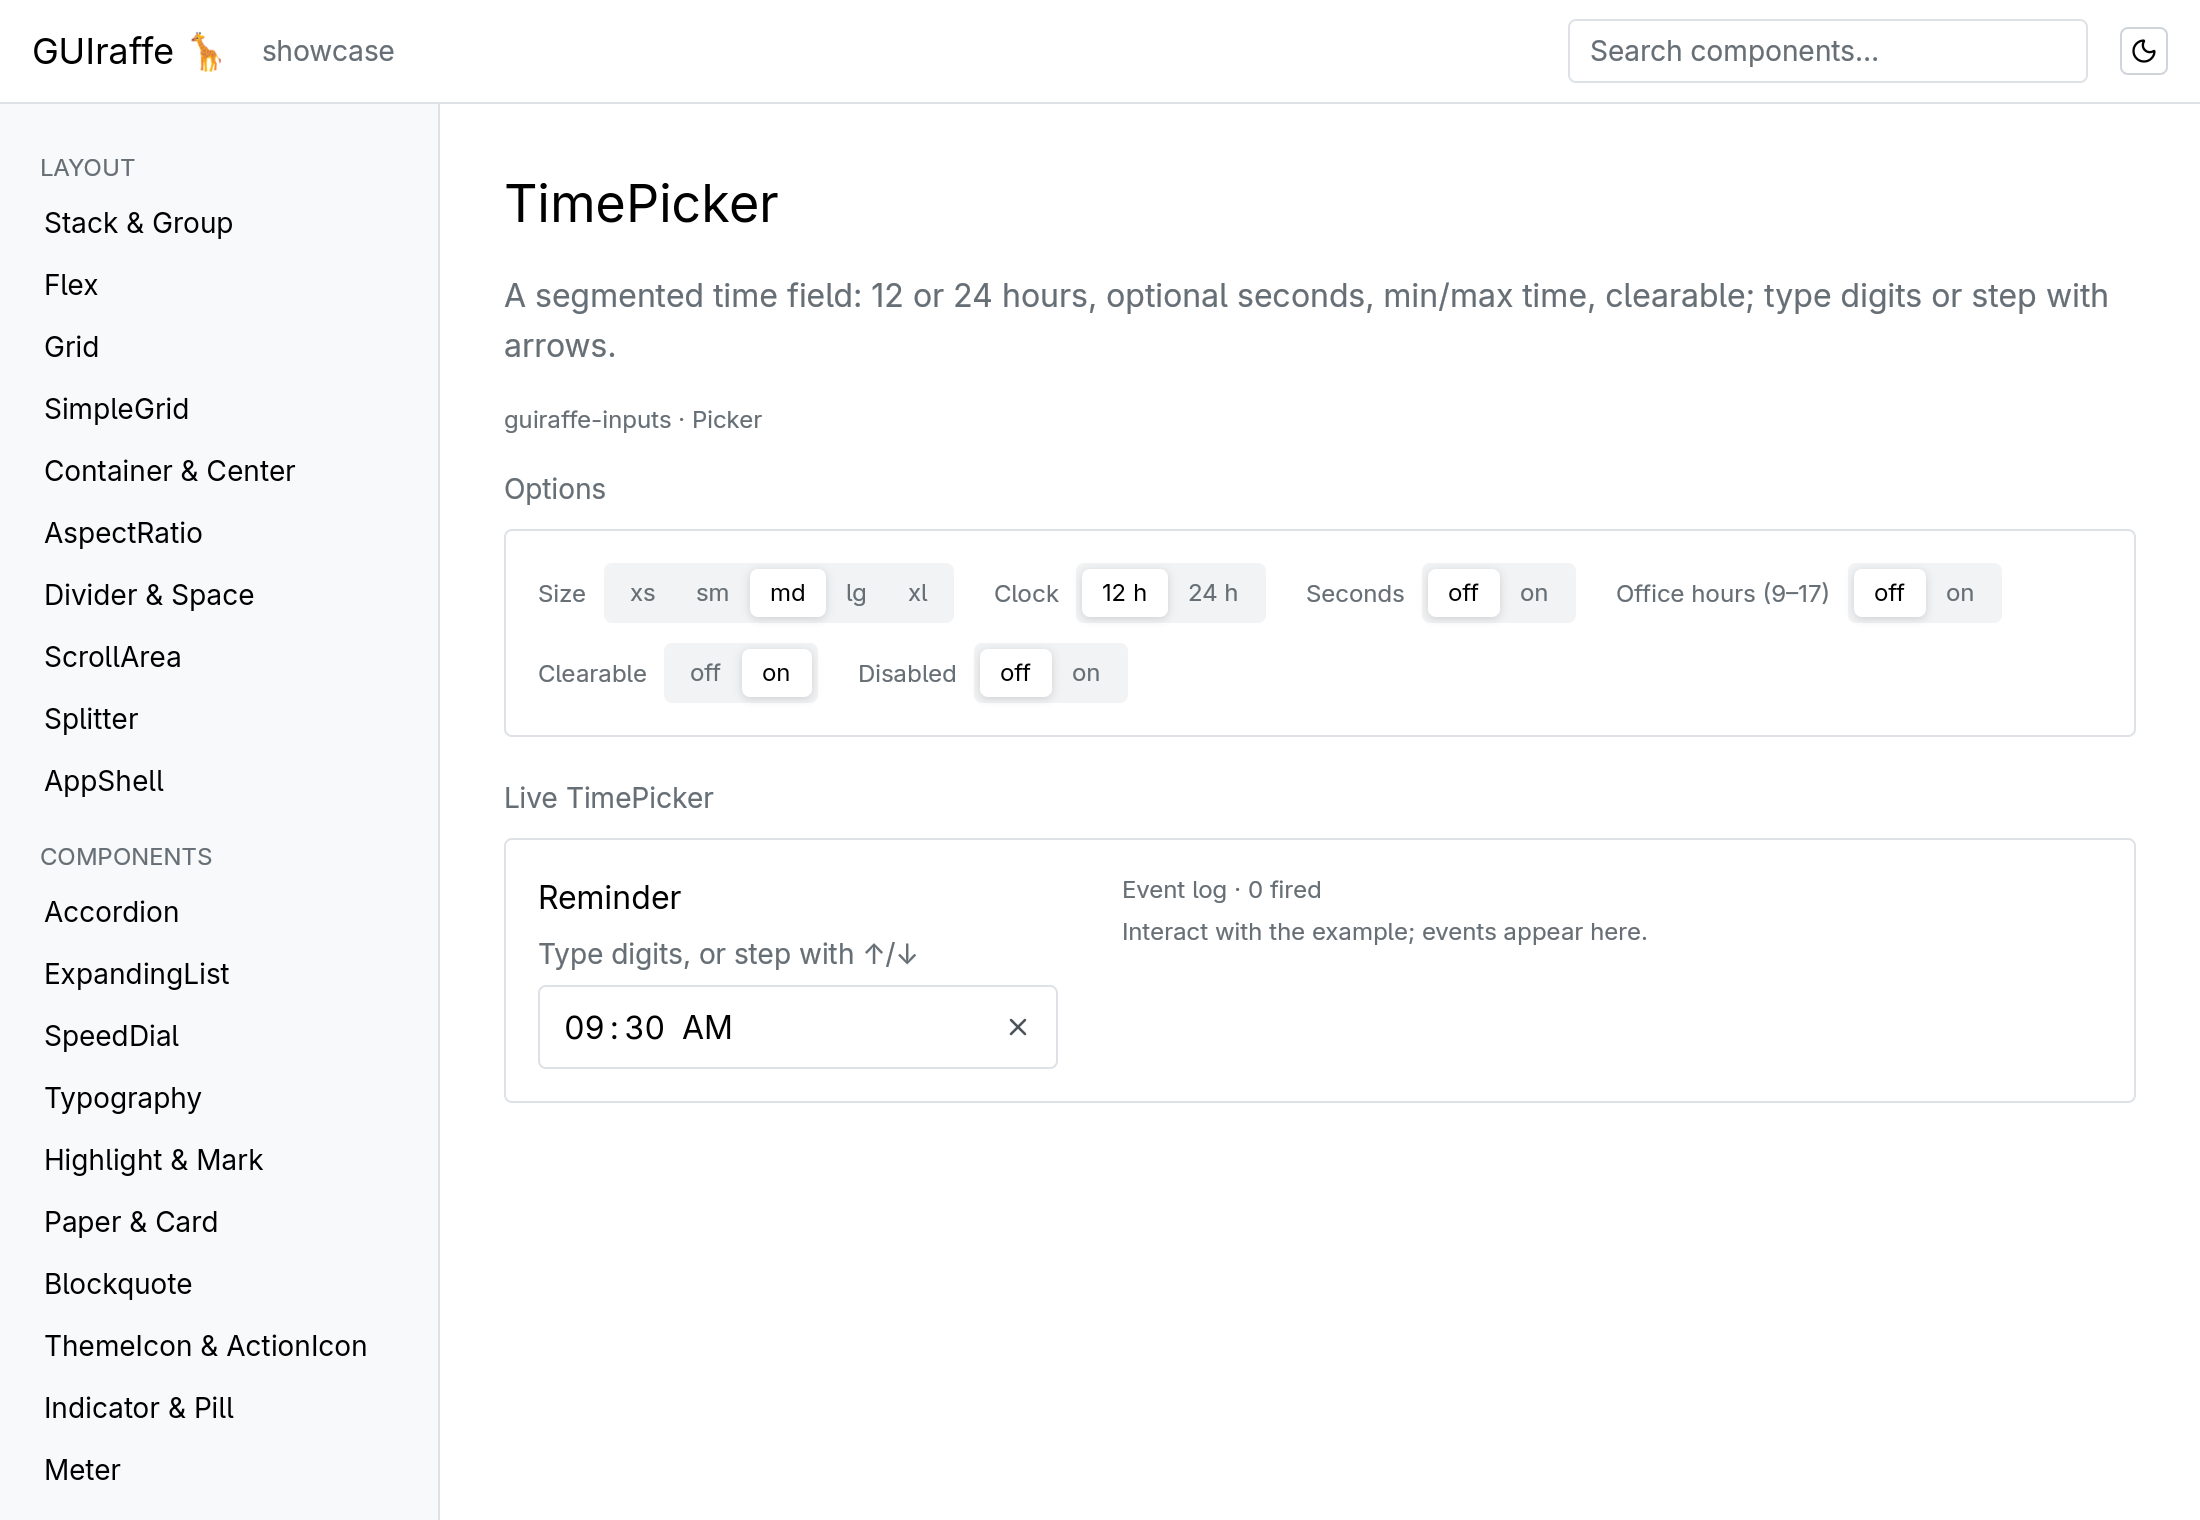 GUIraffe 🦒 showcase
Search components...
LAYOUT
Stack & Group
Flex
Grid
SimpleGrid
Container & Center
AspectRatio
Divider & Space
ScrollArea
Splitter
AppShell
COMPONENTS
Accordion
ExpandingList
SpeedDial
Typography
Highlight & Mark
Paper & Card
Blockquote
ThemeIcon & ActionIcon
Indicator & Pill
Meter
TimePicker
A segmented time field: 12 or 24 hours, optional seconds, min/max time, clearable; type digits or step with
arrows.
guiraffe-inputs · Picker
Options
Size xs sm md lg xl Clock 12 h 24 h Seconds off on Office hours (9–17) off on
Clearable off on Disabled off on
Live TimePicker
Reminder
Type digits, or step with ↑/↓
09:30 AM
Event log · 0 fired
Interact with the example; events appear here.